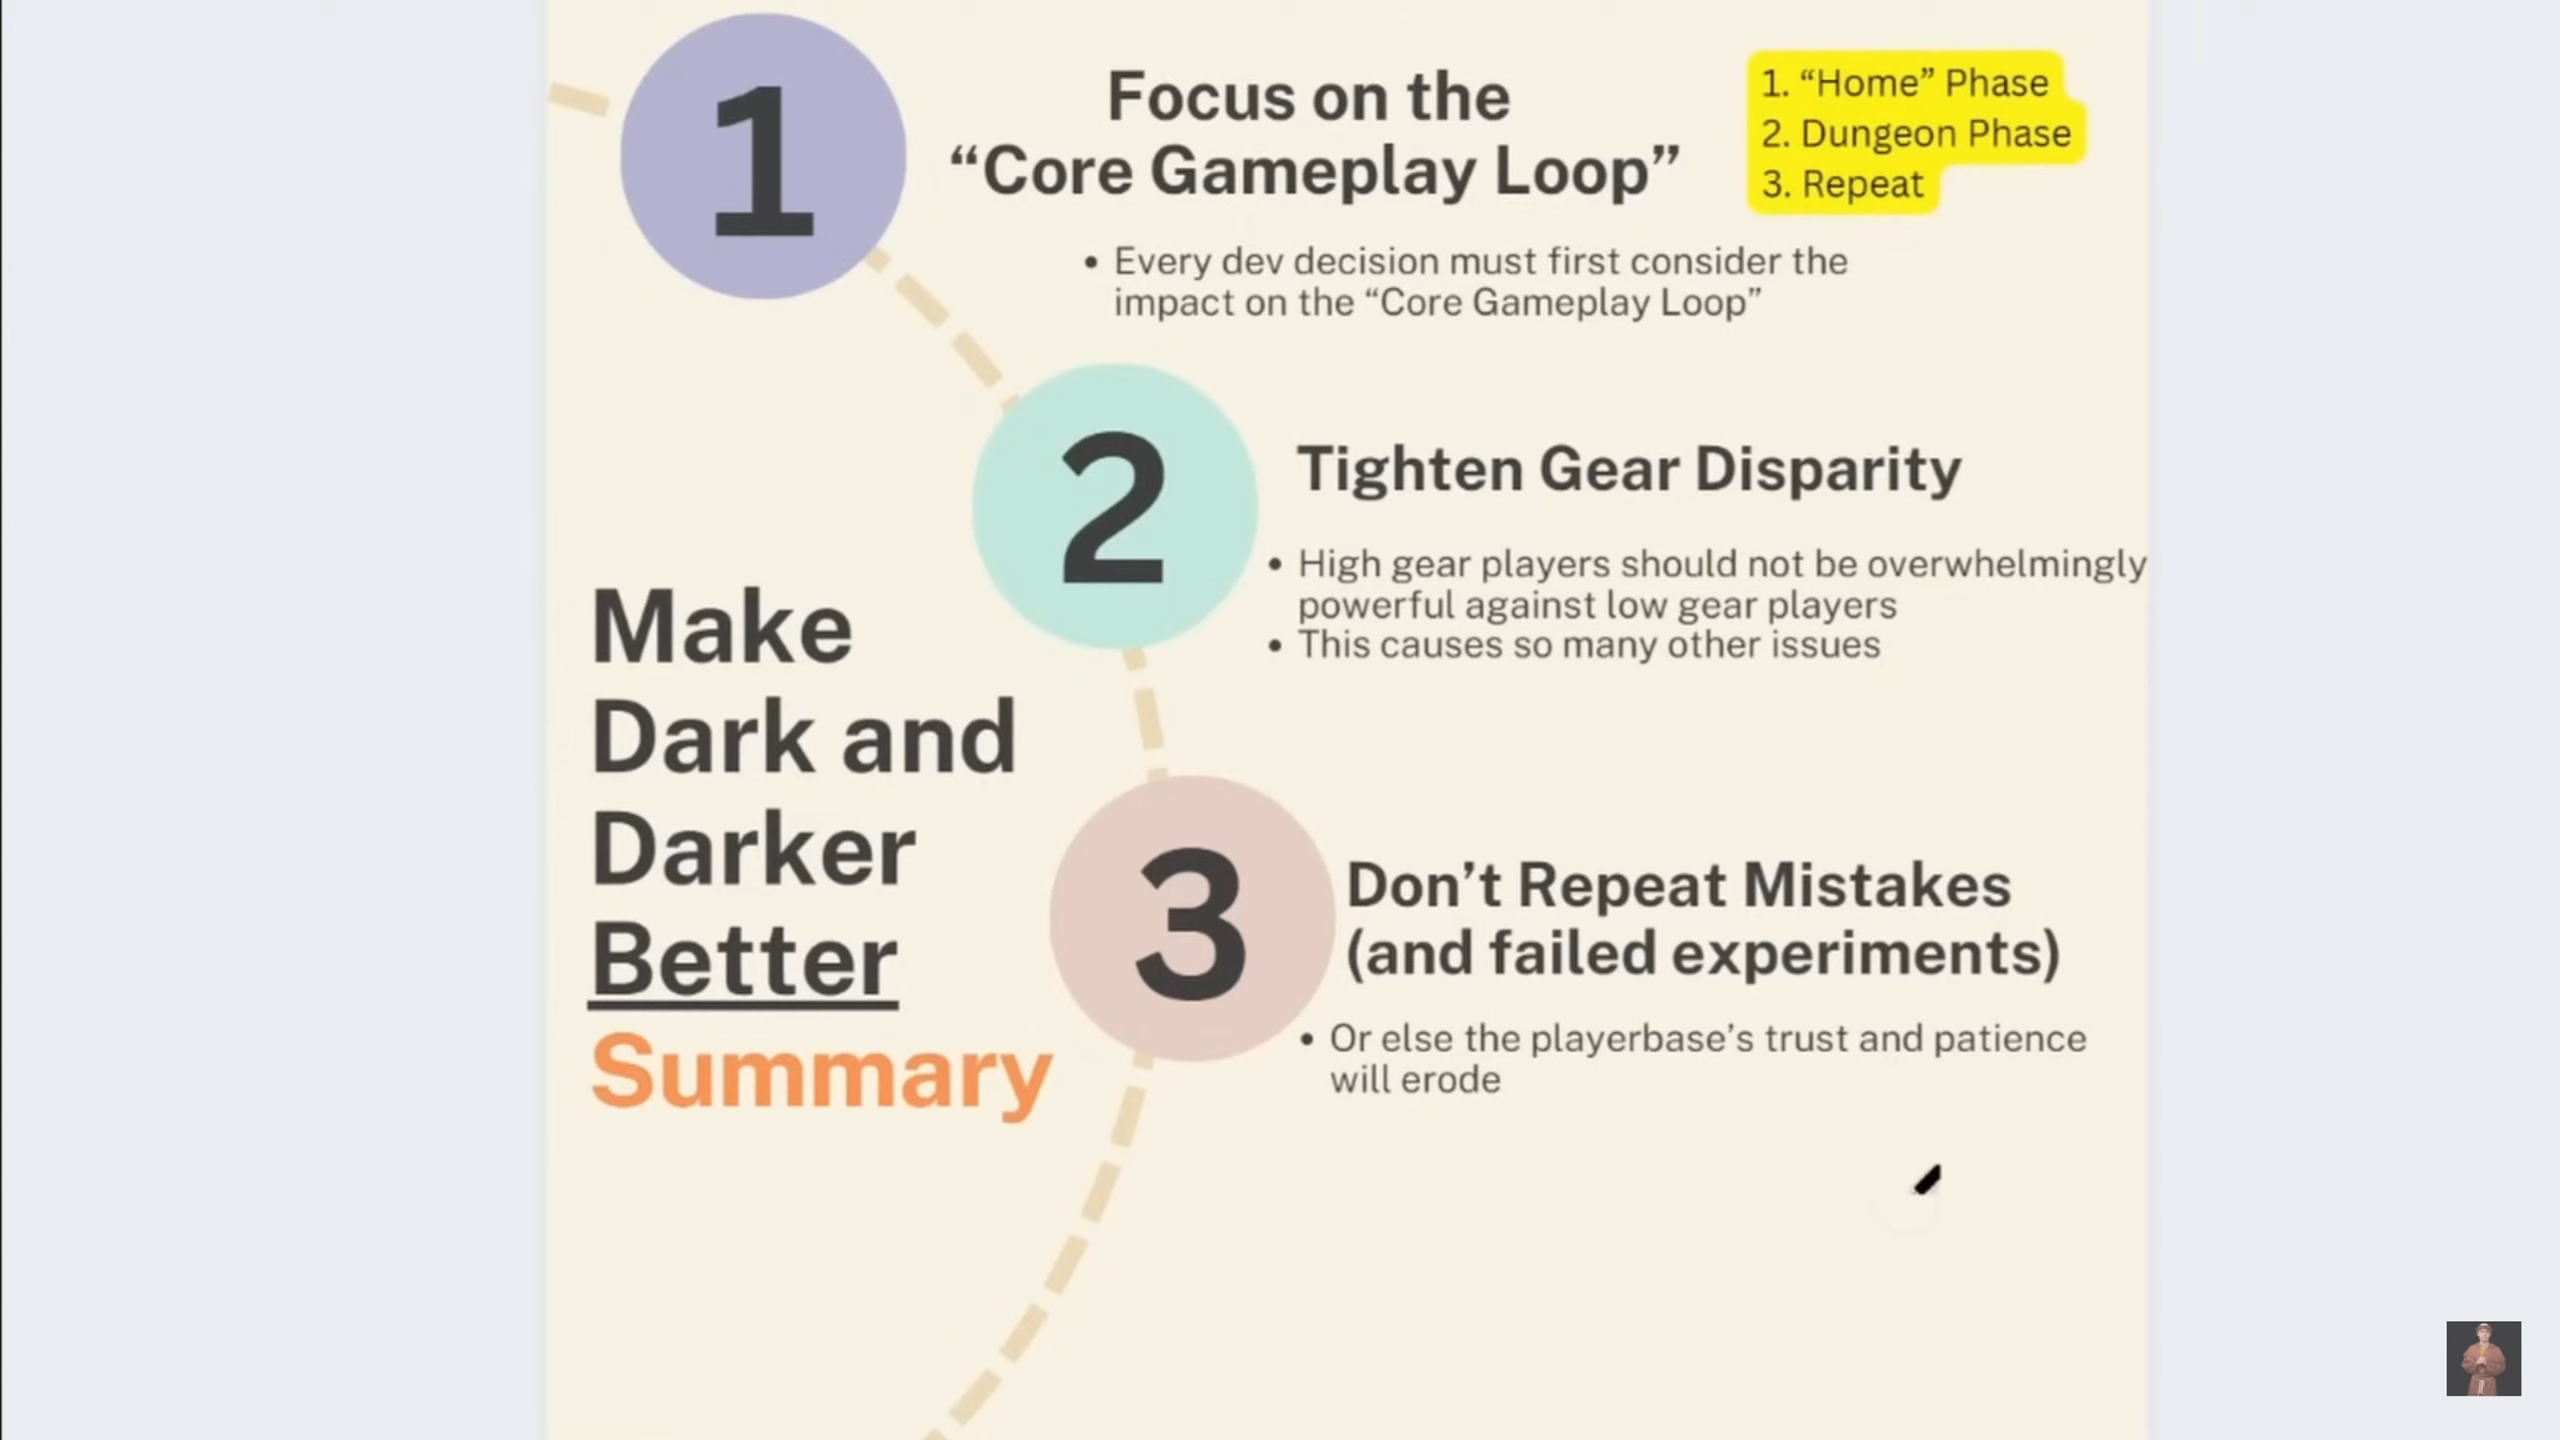 1
Focus on the
“Core Gameplay Loop”
1. “Home” Phase
2. Dungeon Phase
3. Repeat
• Every dev decision must first consider the
impact on the “Core Gameplay Loop”
2
Tighten Gear Disparity
• High gear players should not be overwhelmingly
powerful against low gear players
• This causes so many other issues
Make
Dark and
Darker
Better
Summary
3
Don’t Repeat Mistakes
(and failed experiments)
• Or else the playerbase’s trust and patience
will erode